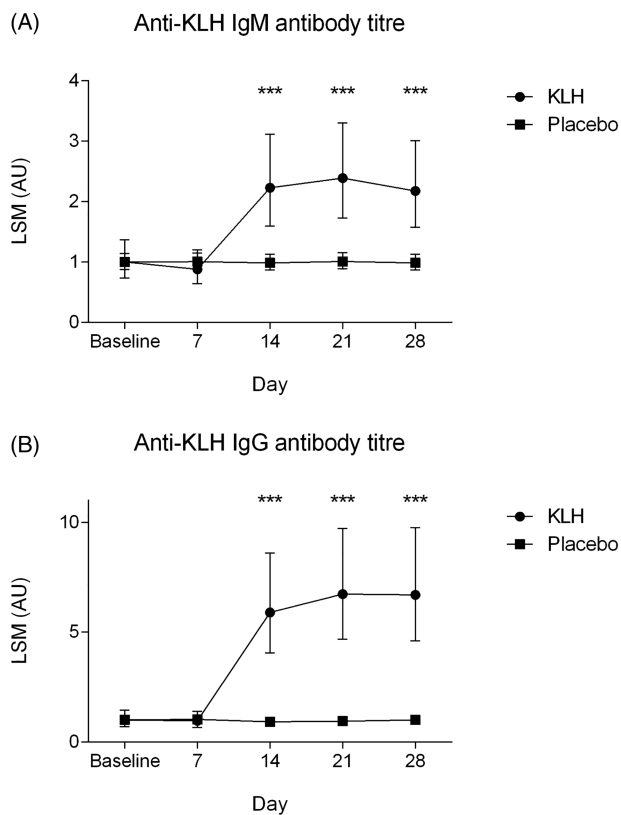 (A)
Anti-KLH IgM antibody titre
4
3
2
1
0
LSM (AU)
*** *** ***
KLH
Placebo
Baseline 7 14 21 28
Day
(B)
Anti-KLH IgG antibody titre
10
5
0
LSM (AU)
*** *** ***
KLH
Placebo
Baseline 7 14 21 28
Day